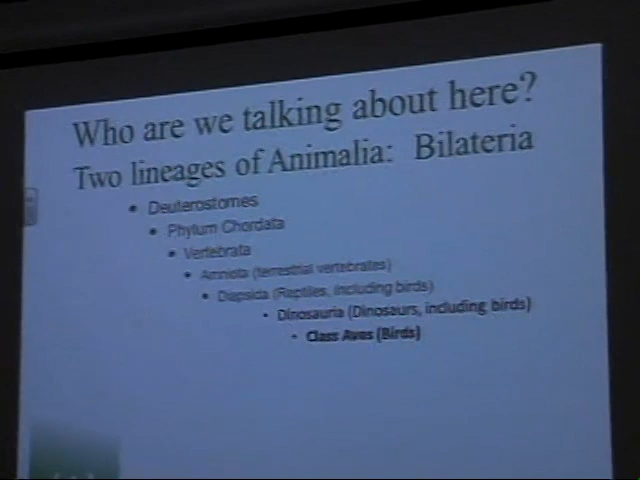 Who are we talking about here?
Two lineages of Animalia: Bilateria
• Deuterostomes
• Phylum Chordata
• Vertebrata
• Amniota (terrestrial vertebrates)
• Diapsida (Reptiles, including birds)
• Dinosauria (Dinosaurs, including birds)
• Class Aves (Birds)